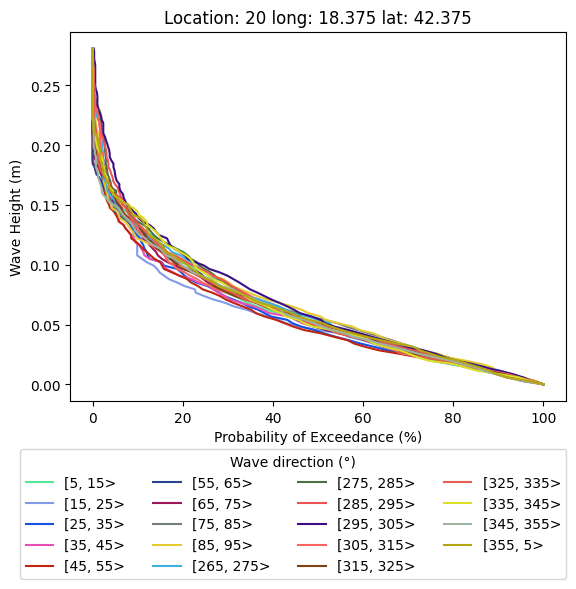 Location: 20 long: 18.375 lat: 42.375
Wave Height (m)
0.25
0.20
0.15
0.10
0.05
0.00
0 20 40 60 80 100
Probability of Exceedance (%)
Wave direction (°)
[5, 15> [55, 65> [275, 285> [325, 335>
[15, 25> [65, 75> [285, 295> [335, 345>
[25, 35> [75, 85> [295, 305> [345, 355>
[35, 45> [85, 95> [305, 315> [355, 5>
[45, 55> [265, 275> [315, 325>